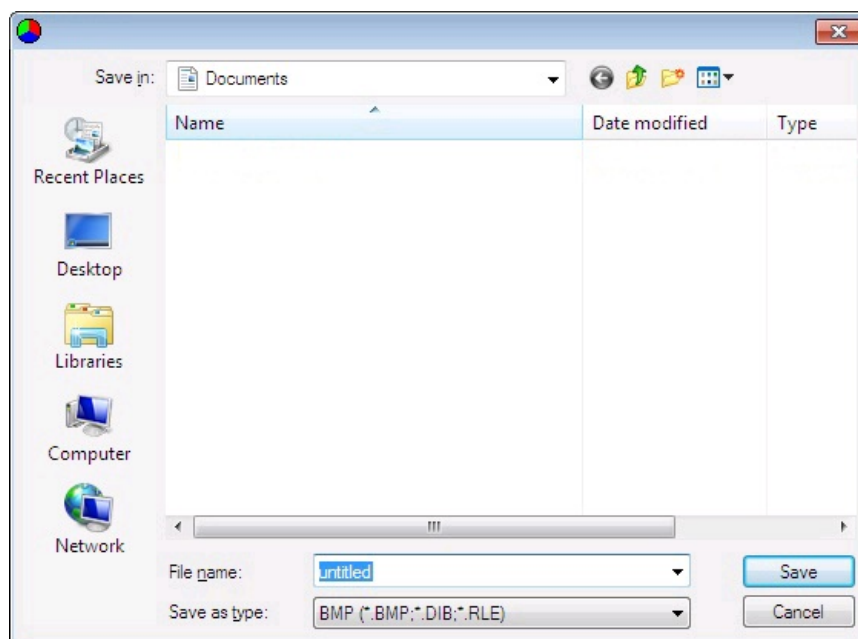 Save in: Documents
Name Date modified Type
Recent Places
Desktop
Libraries
Computer
Network
File name: untitled Save
Save as type: BMP (*.BMP;*.DIB;*.RLE) Cancel